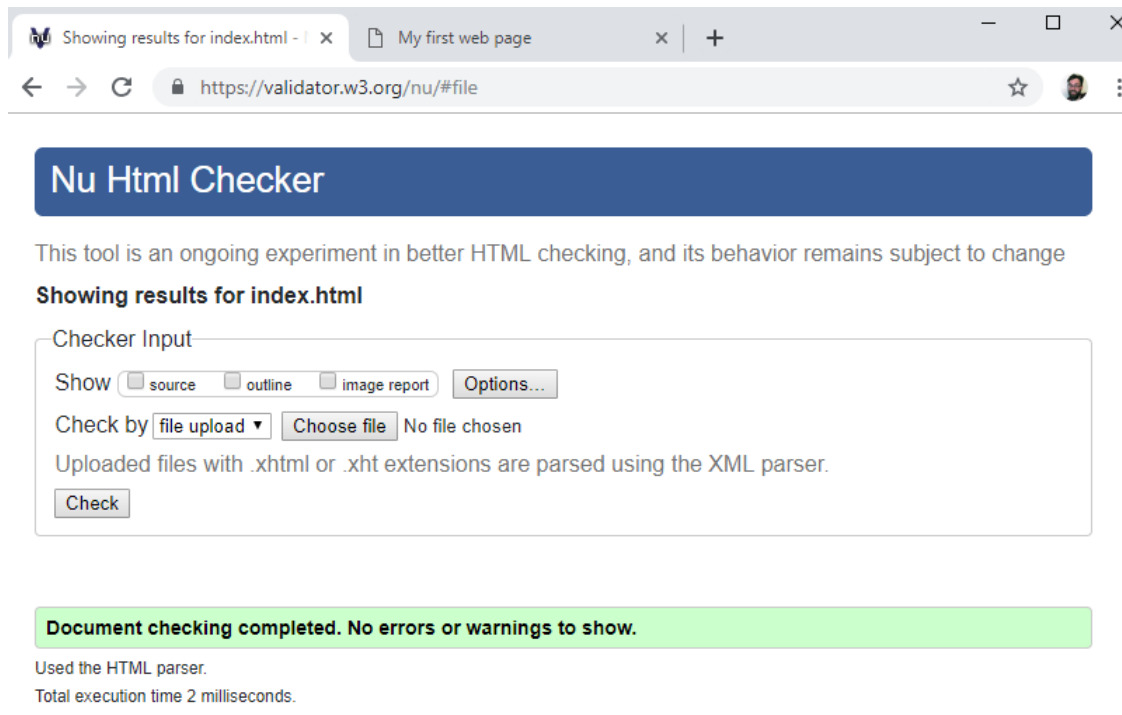 Showing results for index.html - My first web page
https://validator.w3.org/nu/#file
Nu Html Checker
This tool is an ongoing experiment in better HTML checking, and its behavior remains subject to change
Showing results for index.html
Checker Input
Show source outline image report Options...
Check by file upload Choose file No file chosen
Uploaded files with .xhtml or .xht extensions are parsed using the XML parser.
Check
Document checking completed. No errors or warnings to show.
Used the HTML parser.
Total execution time 2 milliseconds.